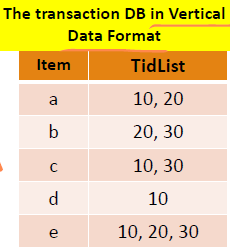 The transaction DB in Vertical
Data Format
Item TidList
a 10, 20
b 20, 30
c 10, 30
d 10
e 10, 20, 30